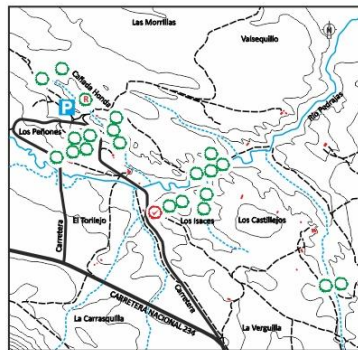 Las Morrillas
Valsequillo
N
Cañada Honda
Río Pedrajas
R
P
Los Peñones
El Torilejo
Carretera
Los Isaces
Los Castillejos
Carretera
CARRETERA NACIONAL 234
La Carrasquilla
La Verguilla